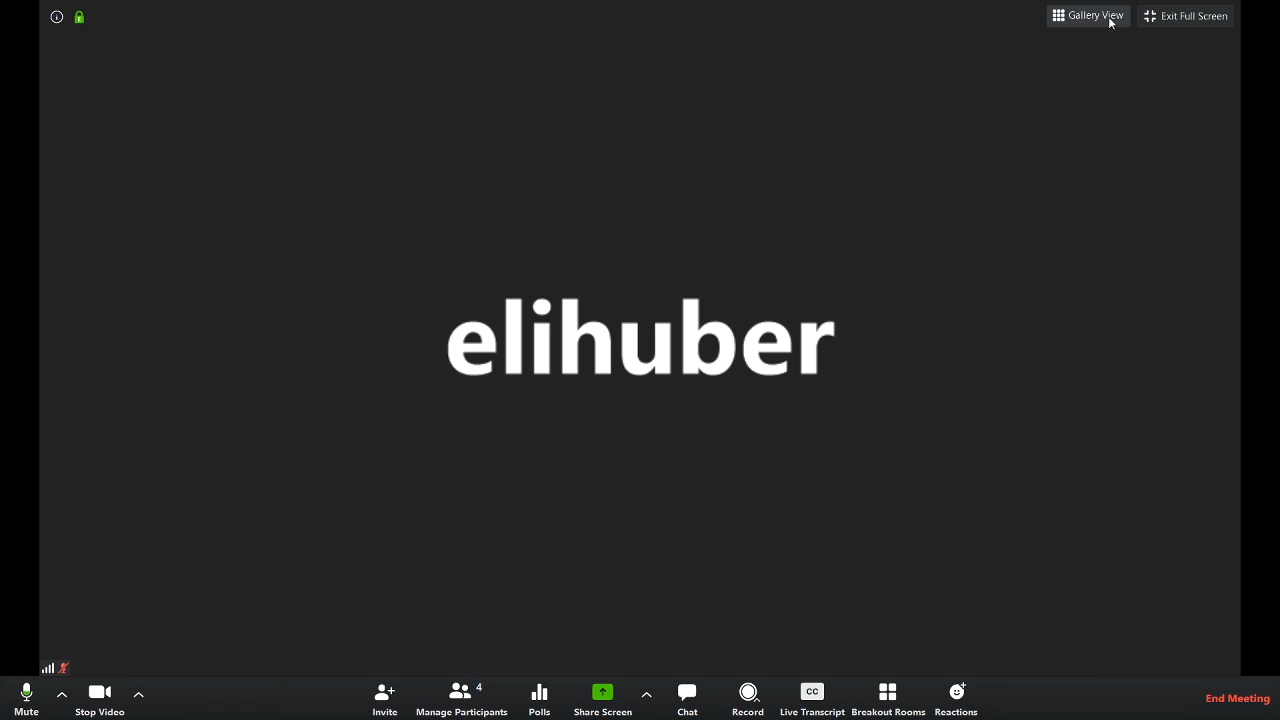 Gallery View
Exit Full Screen
elihuber
Mute
Stop Video
Invite
Manage Participants
4
Polls
Share Screen
Chat
Record
CC
Live Transcript
Breakout Rooms
Reactions
End Meeting